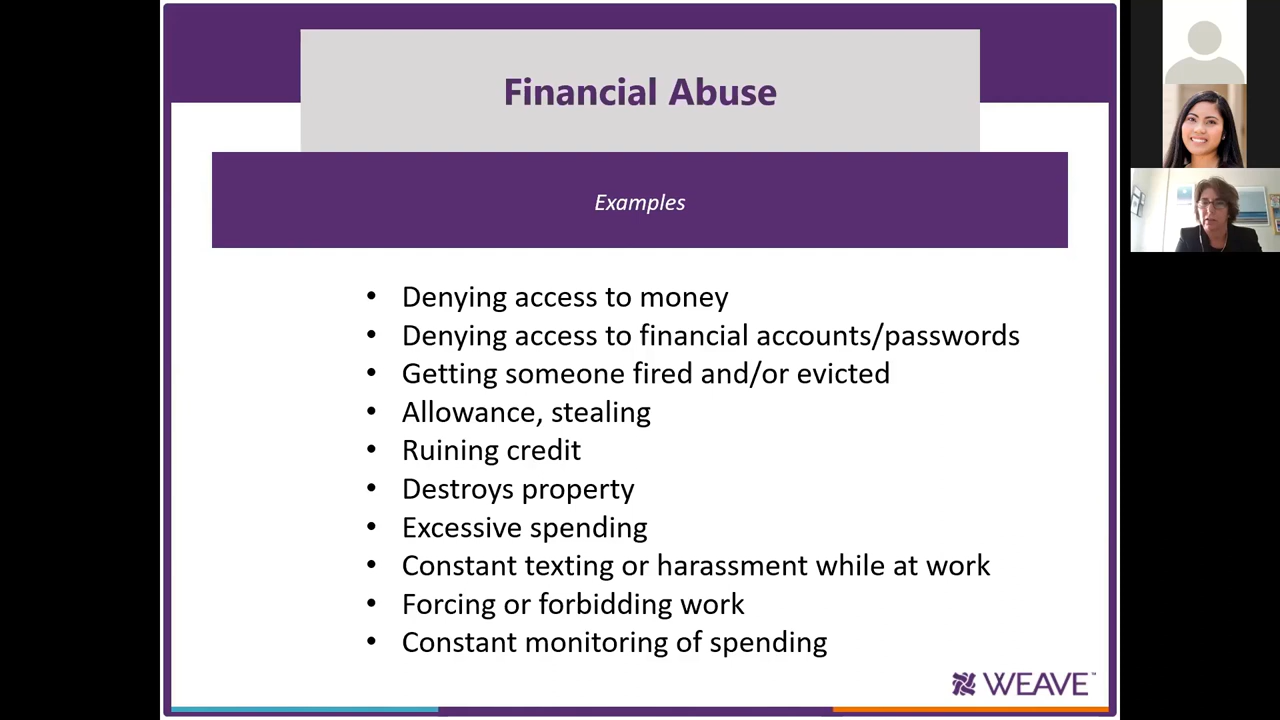 Financial Abuse
Examples
• Denying access to money
• Denying access to financial accounts/passwords
• Getting someone fired and/or evicted
• Allowance, stealing
• Ruining credit
• Destroys property
• Excessive spending
• Constant texting or harassment while at work
• Forcing or forbidding work
• Constant monitoring of spending
WEAVE™